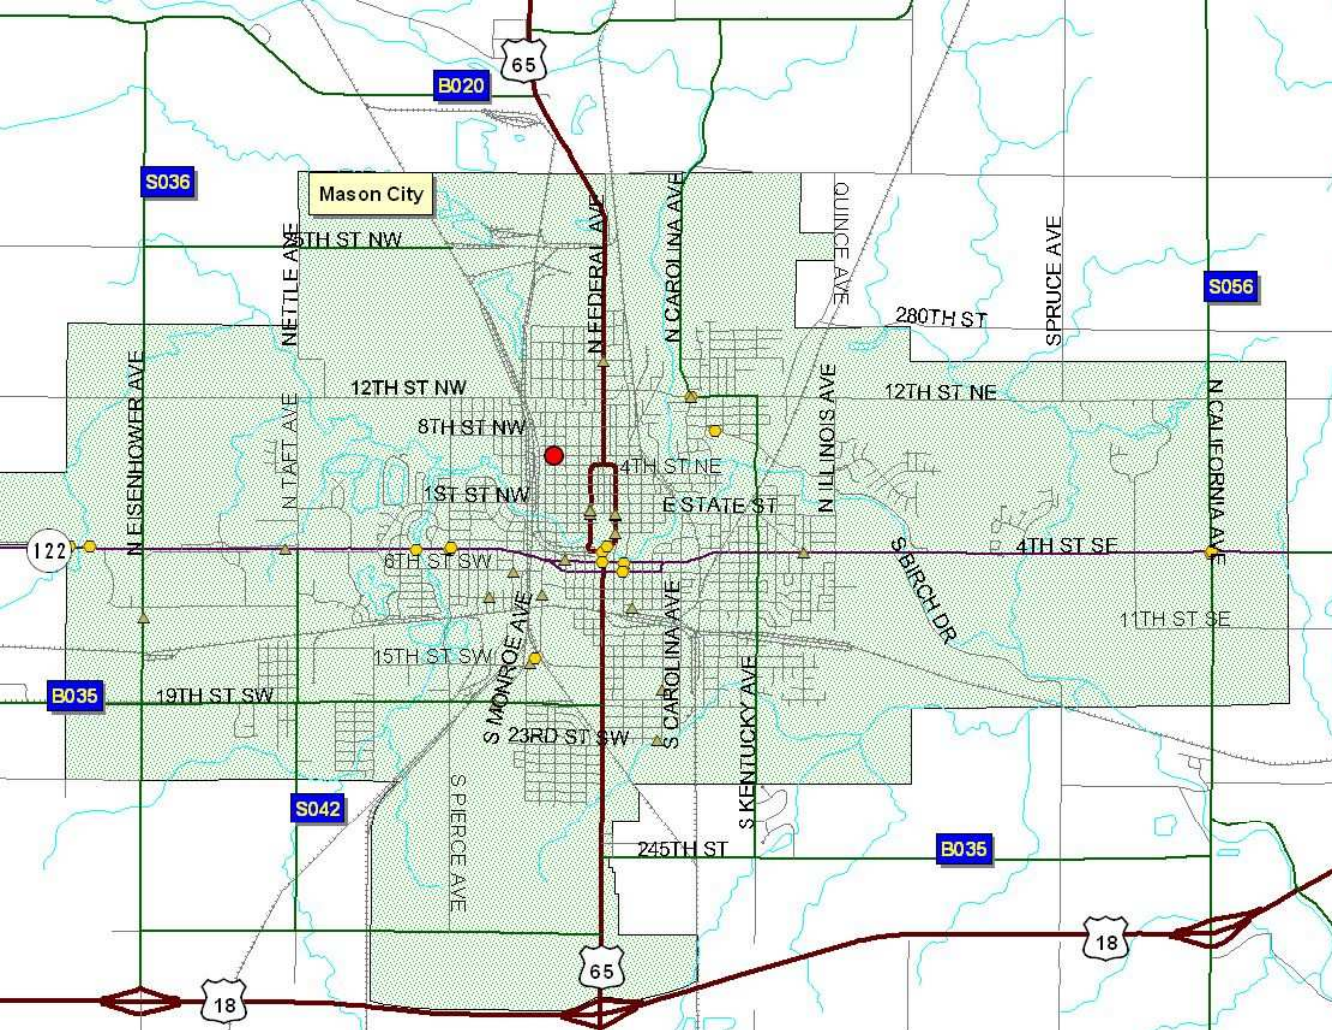 65
B020
S036
Mason City
QUINCE AVE
N CAROLINA AVE
N FEDERAL AVE
NETTLE AVE
5TH ST NW
SPRUCE AVE
S056
280TH ST
N EISENHOWER AVE
12TH ST NW
12TH ST NE
N TAFT AVE
N ILLINOIS AVE
N CALIFORNIA AVE
8TH ST NW
4TH ST NE
1ST ST NW
E STATE ST
122
6TH ST SW
4TH ST SE
S BIRCH DR
11TH ST SE
S MONROE AVE
S CAROLINA AVE
15TH ST SW
B035
19TH ST SW
S KENTUCKY AVE
23RD ST SW
S042
S PIERCE AVE
245TH ST
B035
18
65
18